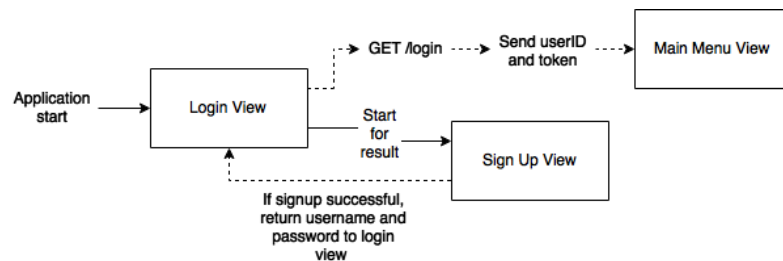 GET /login
Send userID
and token
Main Menu View
Application
start
Login View
Start
for
result
Sign Up View
If signup successful,
return username and
password to login
view